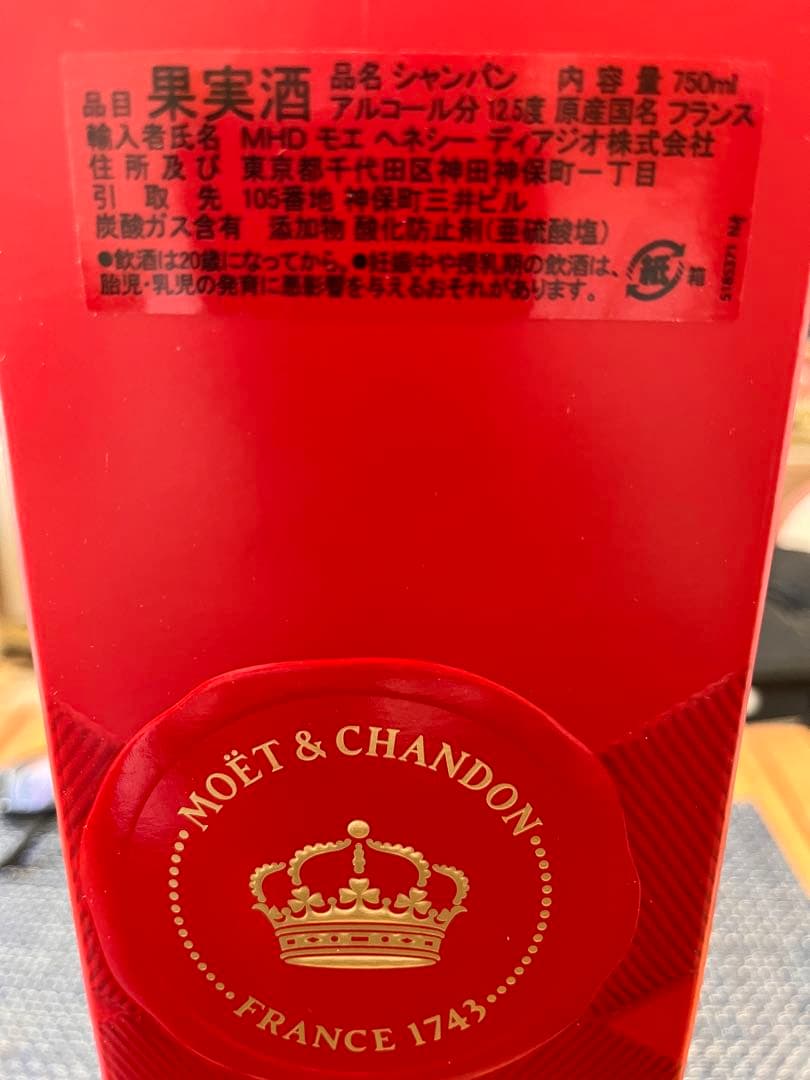 品目 果実酒 品名 シャンパン 内容量 750ml
アルコール分 12.5度 原産国名 フランス
輸入者氏名 MHD モエ ヘネシー ディアジオ株式会社
住所及び 東京都千代田区神田神保町一丁目
引取先 105番地 神保町三井ビル
炭酸ガス含有 添加物 酸化防止剤(亜硫酸塩)
●飲酒は20歳になってから。●妊娠中や授乳期の飲酒は、
胎児・乳児の発育に悪影響を与えるおそれがあります。
紙 箱
MOËT & CHANDON
FRANCE 1743